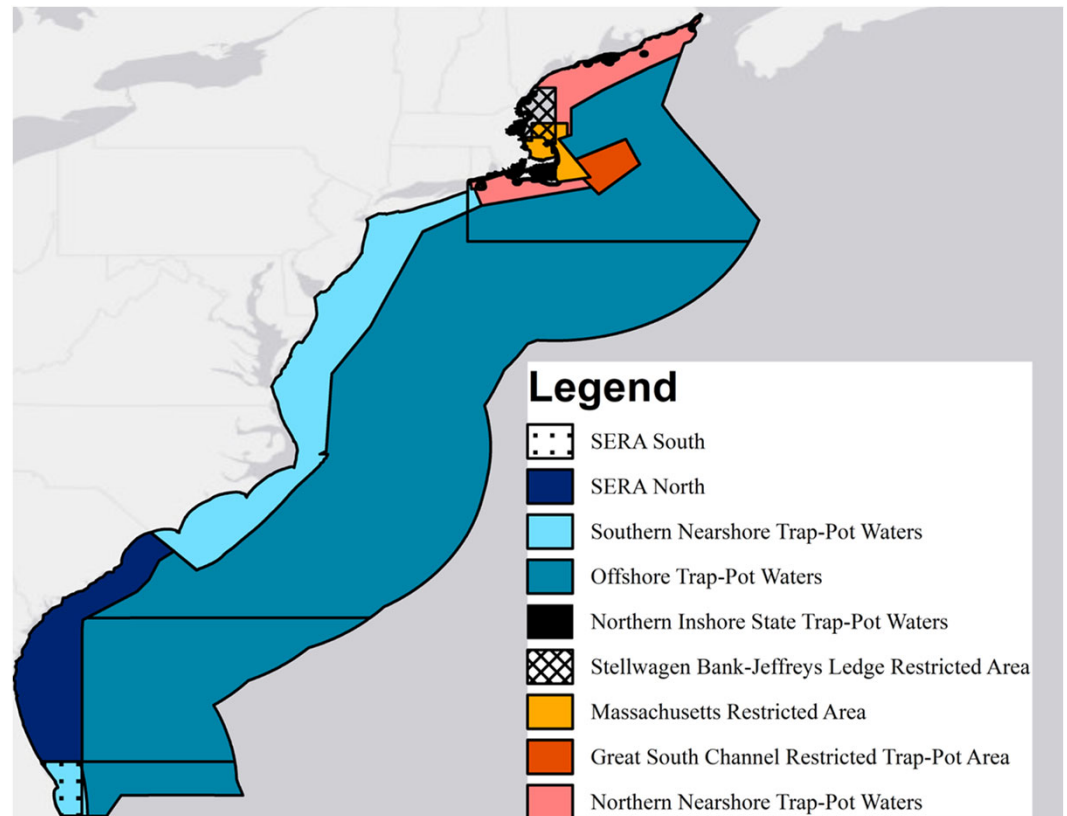 Legend
SERA South
SERA North
Southern Nearshore Trap-Pot Waters
Offshore Trap-Pot Waters
Northern Inshore State Trap-Pot Waters
Stellwagen Bank-Jeffreys Ledge Restricted Area
Massachusetts Restricted Area
Great South Channel Restricted Trap-Pot Area
Northern Nearshore Trap-Pot Waters